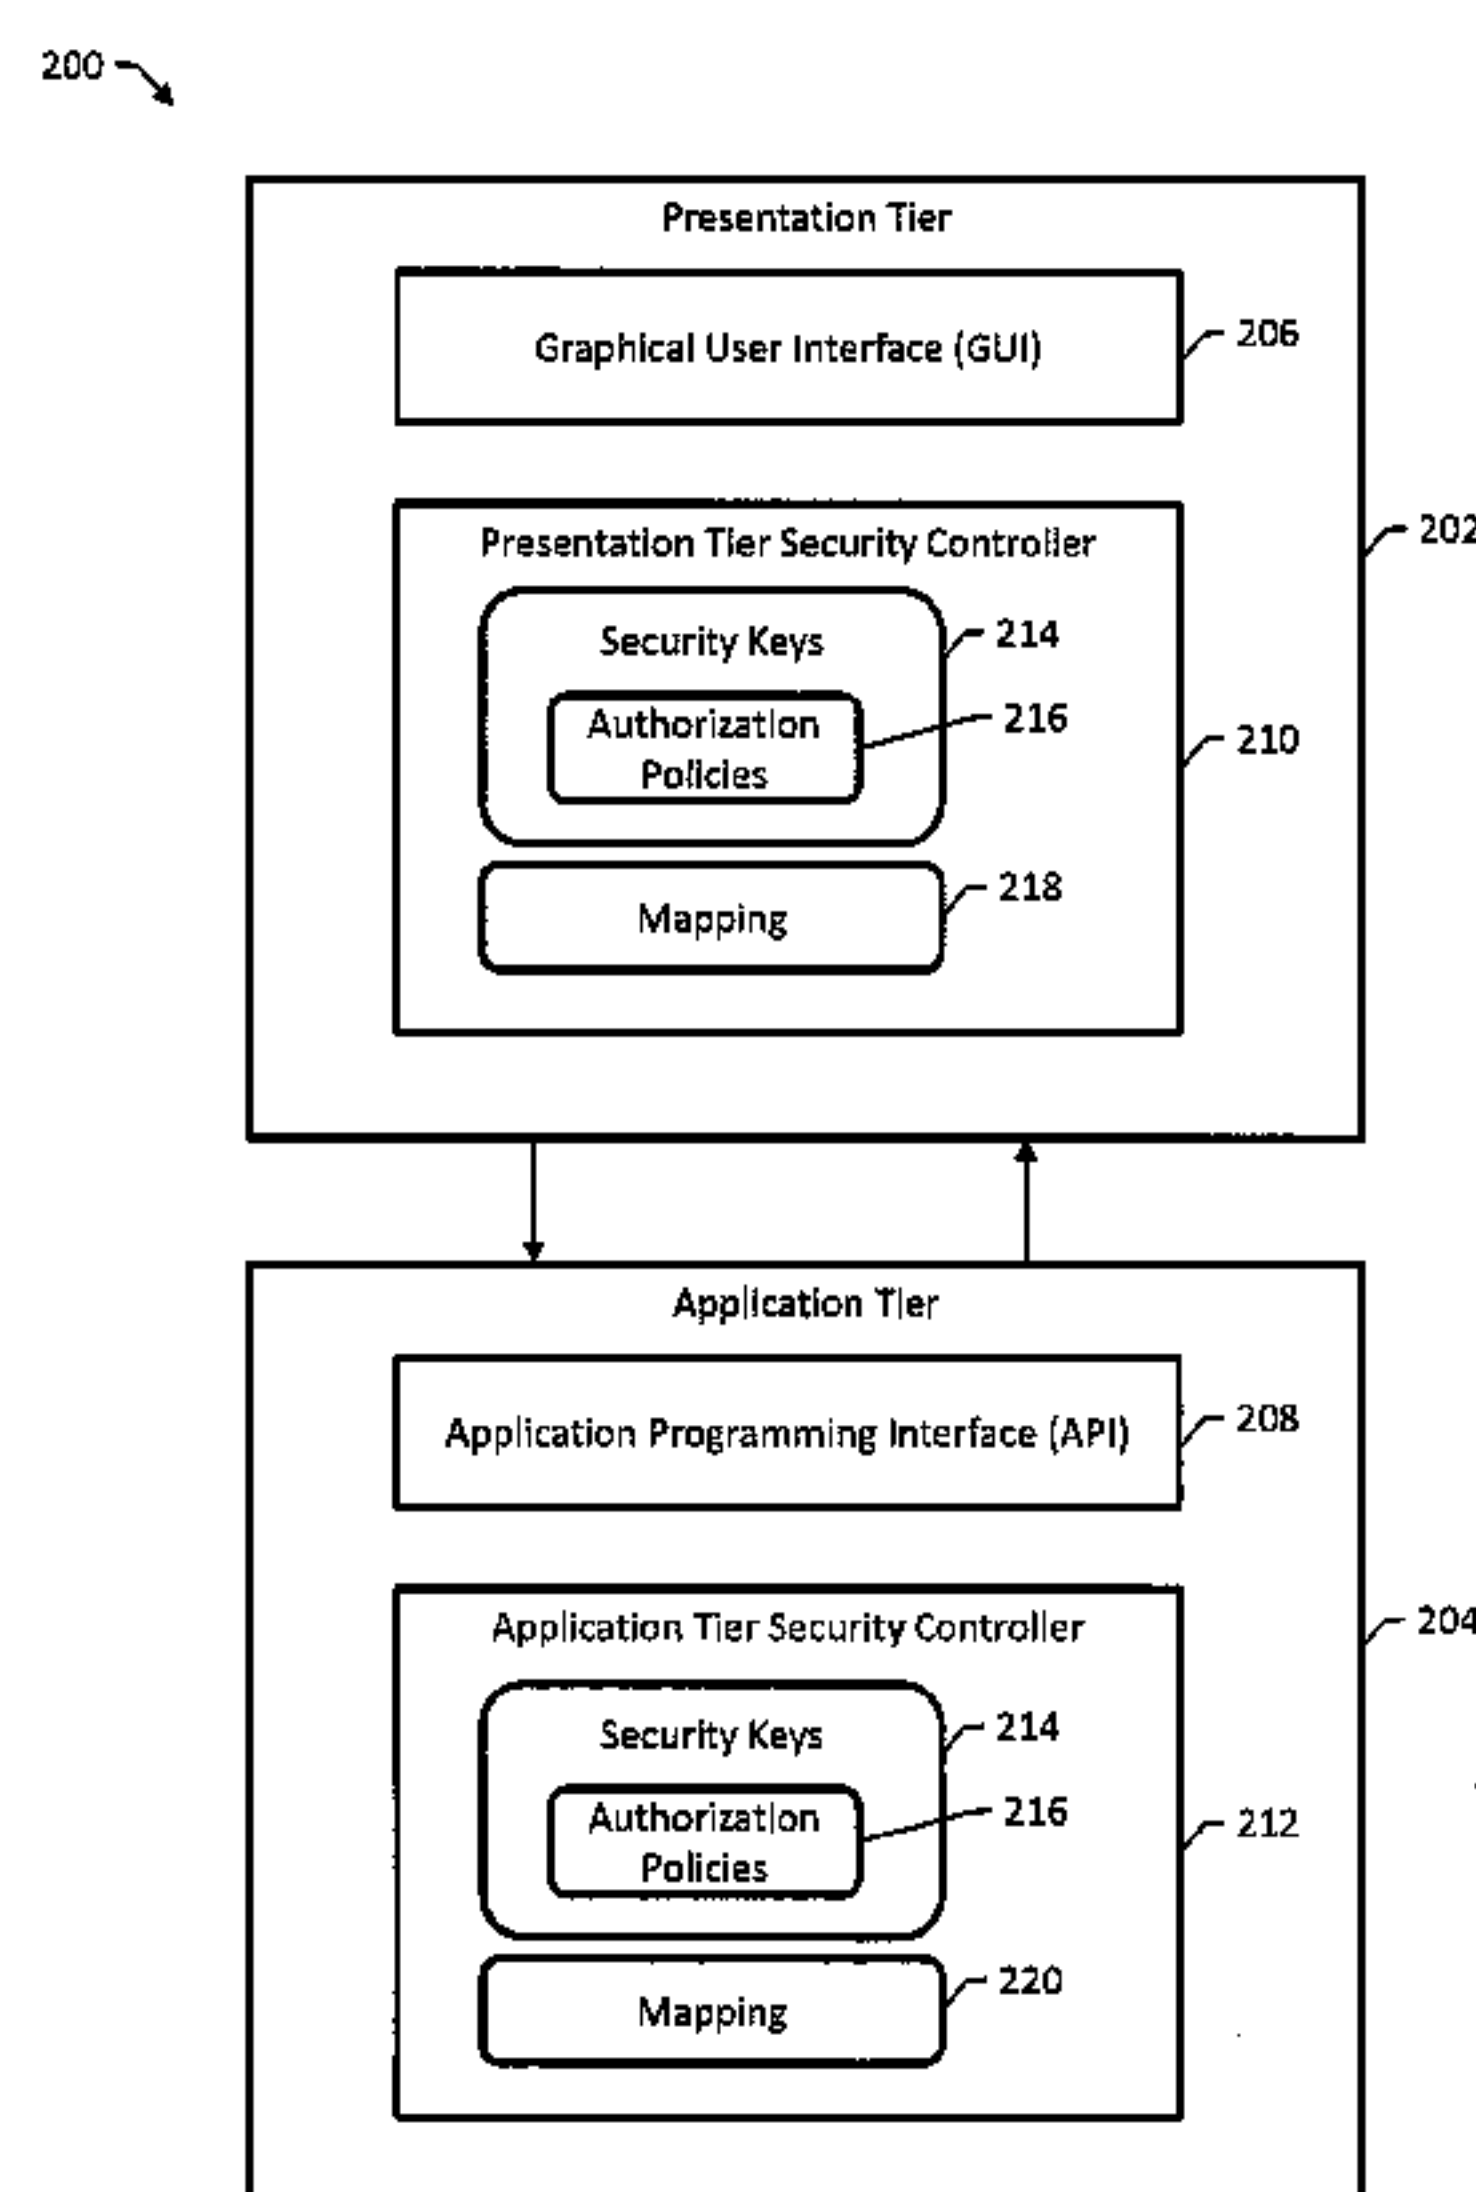 200
Presentation Tier
Graphical User Interface (GUI)
206
Presentation Tier Security Controller
202
Security Keys
214
Authorization
Policies
216
210
Mapping
218
Application Tier
Application Programming Interface (API)
208
Application Tier Security Controller
204
Security Keys
214
Authorization
Policies
216
212
Mapping
220